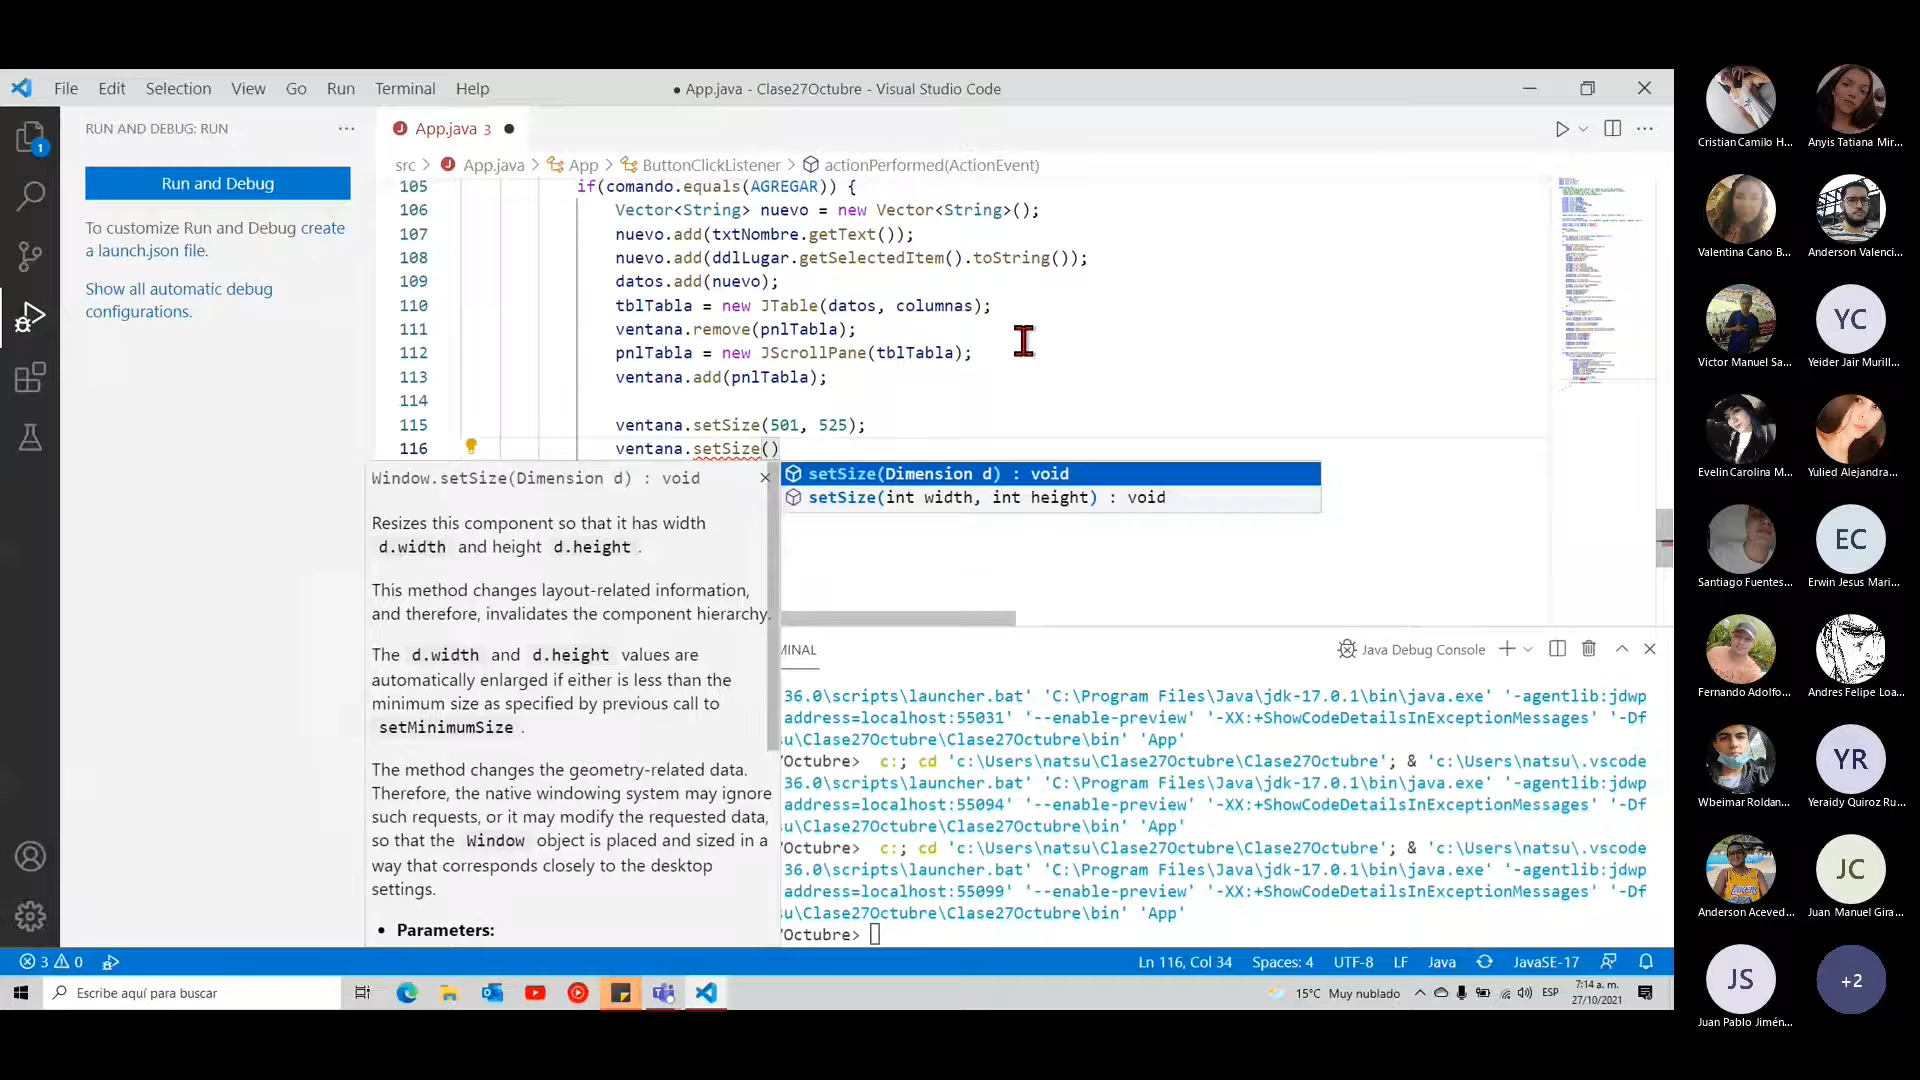 File Edit Selection View Go Run Terminal Help
● App.java - Clase27Octubre - Visual Studio Code
RUN AND DEBUG: RUN
Run and Debug
To customize Run and Debug create
a launch.json file.
Show all automatic debug
configurations.
1
App.java 3
src > App.java > App > ButtonClickListener > actionPerformed(ActionEvent)
105 if(comando.equals(AGREGAR)) {
106 Vector<String> nuevo = new Vector<String>();
107 nuevo.add(txtNombre.getText());
108 nuevo.add(ddlLugar.getSelectedItem().toString());
109 datos.add(nuevo);
110 tblTabla = new JTable(datos, columnas);
111 ventana.remove(pnlTabla);
112 pnlTabla = new JScrollPane(tblTabla);
113 ventana.add(pnlTabla);
114
115 ventana.setSize(501, 525);
116 ventana.setSize()
setSize(Dimension d) : void
setSize(int width, int height) : void
Window.setSize(Dimension d) : void
Resizes this component so that it has width
d.width and height d.height .
This method changes layout-related information,
and therefore, invalidates the component hierarchy.
The d.width and d.height values are
automatically enlarged if either is less than the
minimum size as specified by previous call to
setMinimumSize .
The method changes the geometry-related data.
Therefore, the native windowing system may ignore
such requests, or it may modify the requested data,
so that the Window object is placed and sized in a
way that corresponds closely to the desktop
settings.
• Parameters:
MINAL
Java Debug Console
36.0\scripts\launcher.bat' 'C:\Program Files\Java\jdk-17.0.1\bin\java.exe' '-agentlib:jdwp
address=localhost:55031' '--enable-preview' '-XX:+ShowCodeDetailsInExceptionMessages' '-Df
su\Clase27Octubre\Clase27Octubre\bin' 'App'
Octubre> c:; cd 'c:\Users\natsu\Clase27Octubre\Clase27Octubre'; & 'c:\Users\natsu\.vscode
36.0\scripts\launcher.bat' 'C:\Program Files\Java\jdk-17.0.1\bin\java.exe' '-agentlib:jdwp
address=localhost:55094' '--enable-preview' '-XX:+ShowCodeDetailsInExceptionMessages' '-Df
su\Clase27Octubre\Clase27Octubre\bin' 'App'
Octubre> c:; cd 'c:\Users\natsu\Clase27Octubre\Clase27Octubre'; & 'c:\Users\natsu\.vscode
36.0\scripts\launcher.bat' 'C:\Program Files\Java\jdk-17.0.1\bin\java.exe' '-agentlib:jdwp
address=localhost:55099' '--enable-preview' '-XX:+ShowCodeDetailsInExceptionMessages' '-Df
su\Clase27Octubre\Clase27Octubre\bin' 'App'
Octubre>
3 0
Ln 116, Col 34 Spaces: 4 UTF-8 LF Java JavaSE-17
Escribe aquí para buscar
15°C Muy nublado ESP
7:14 a. m.
27/10/2021
Cristian Camilo H... Anyis Tatiana Mir...
Valentina Cano B... Anderson Valenci...
YC
Victor Manuel Sa... Yeider Jair Murill...
Evelin Carolina M... Yulied Alejandra...
EC
Santiago Fuentes... Erwin Jesus Mari...
Fernando Adolfo... Andres Felipe Loa...
YR
Wbeimar Roldan... Yeraidy Quiroz Ru...
JC
Anderson Aceved... Juan Manuel Gira...
JS +2
Juan Pablo Jimén...